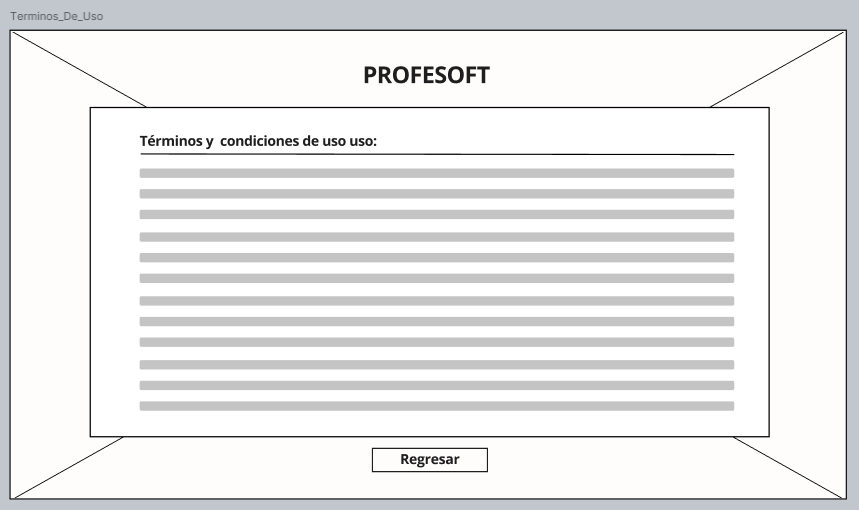 Terminos_De_Uso
PROFESOFT
Términos y condiciones de uso uso:
Regresar